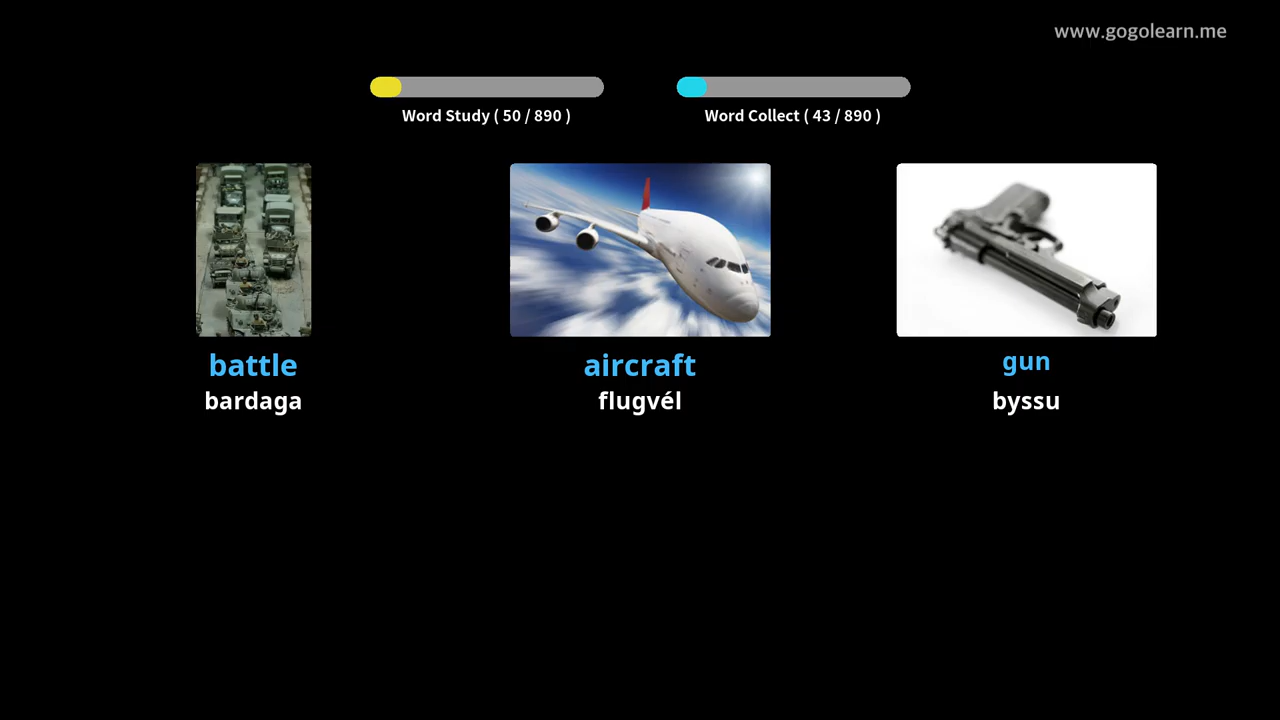 www.gogolearn.me
Word Study ( 50 / 890 )
Word Collect ( 43 / 890 )
battle
bardaga
aircraft
flugvél
gun
byssu